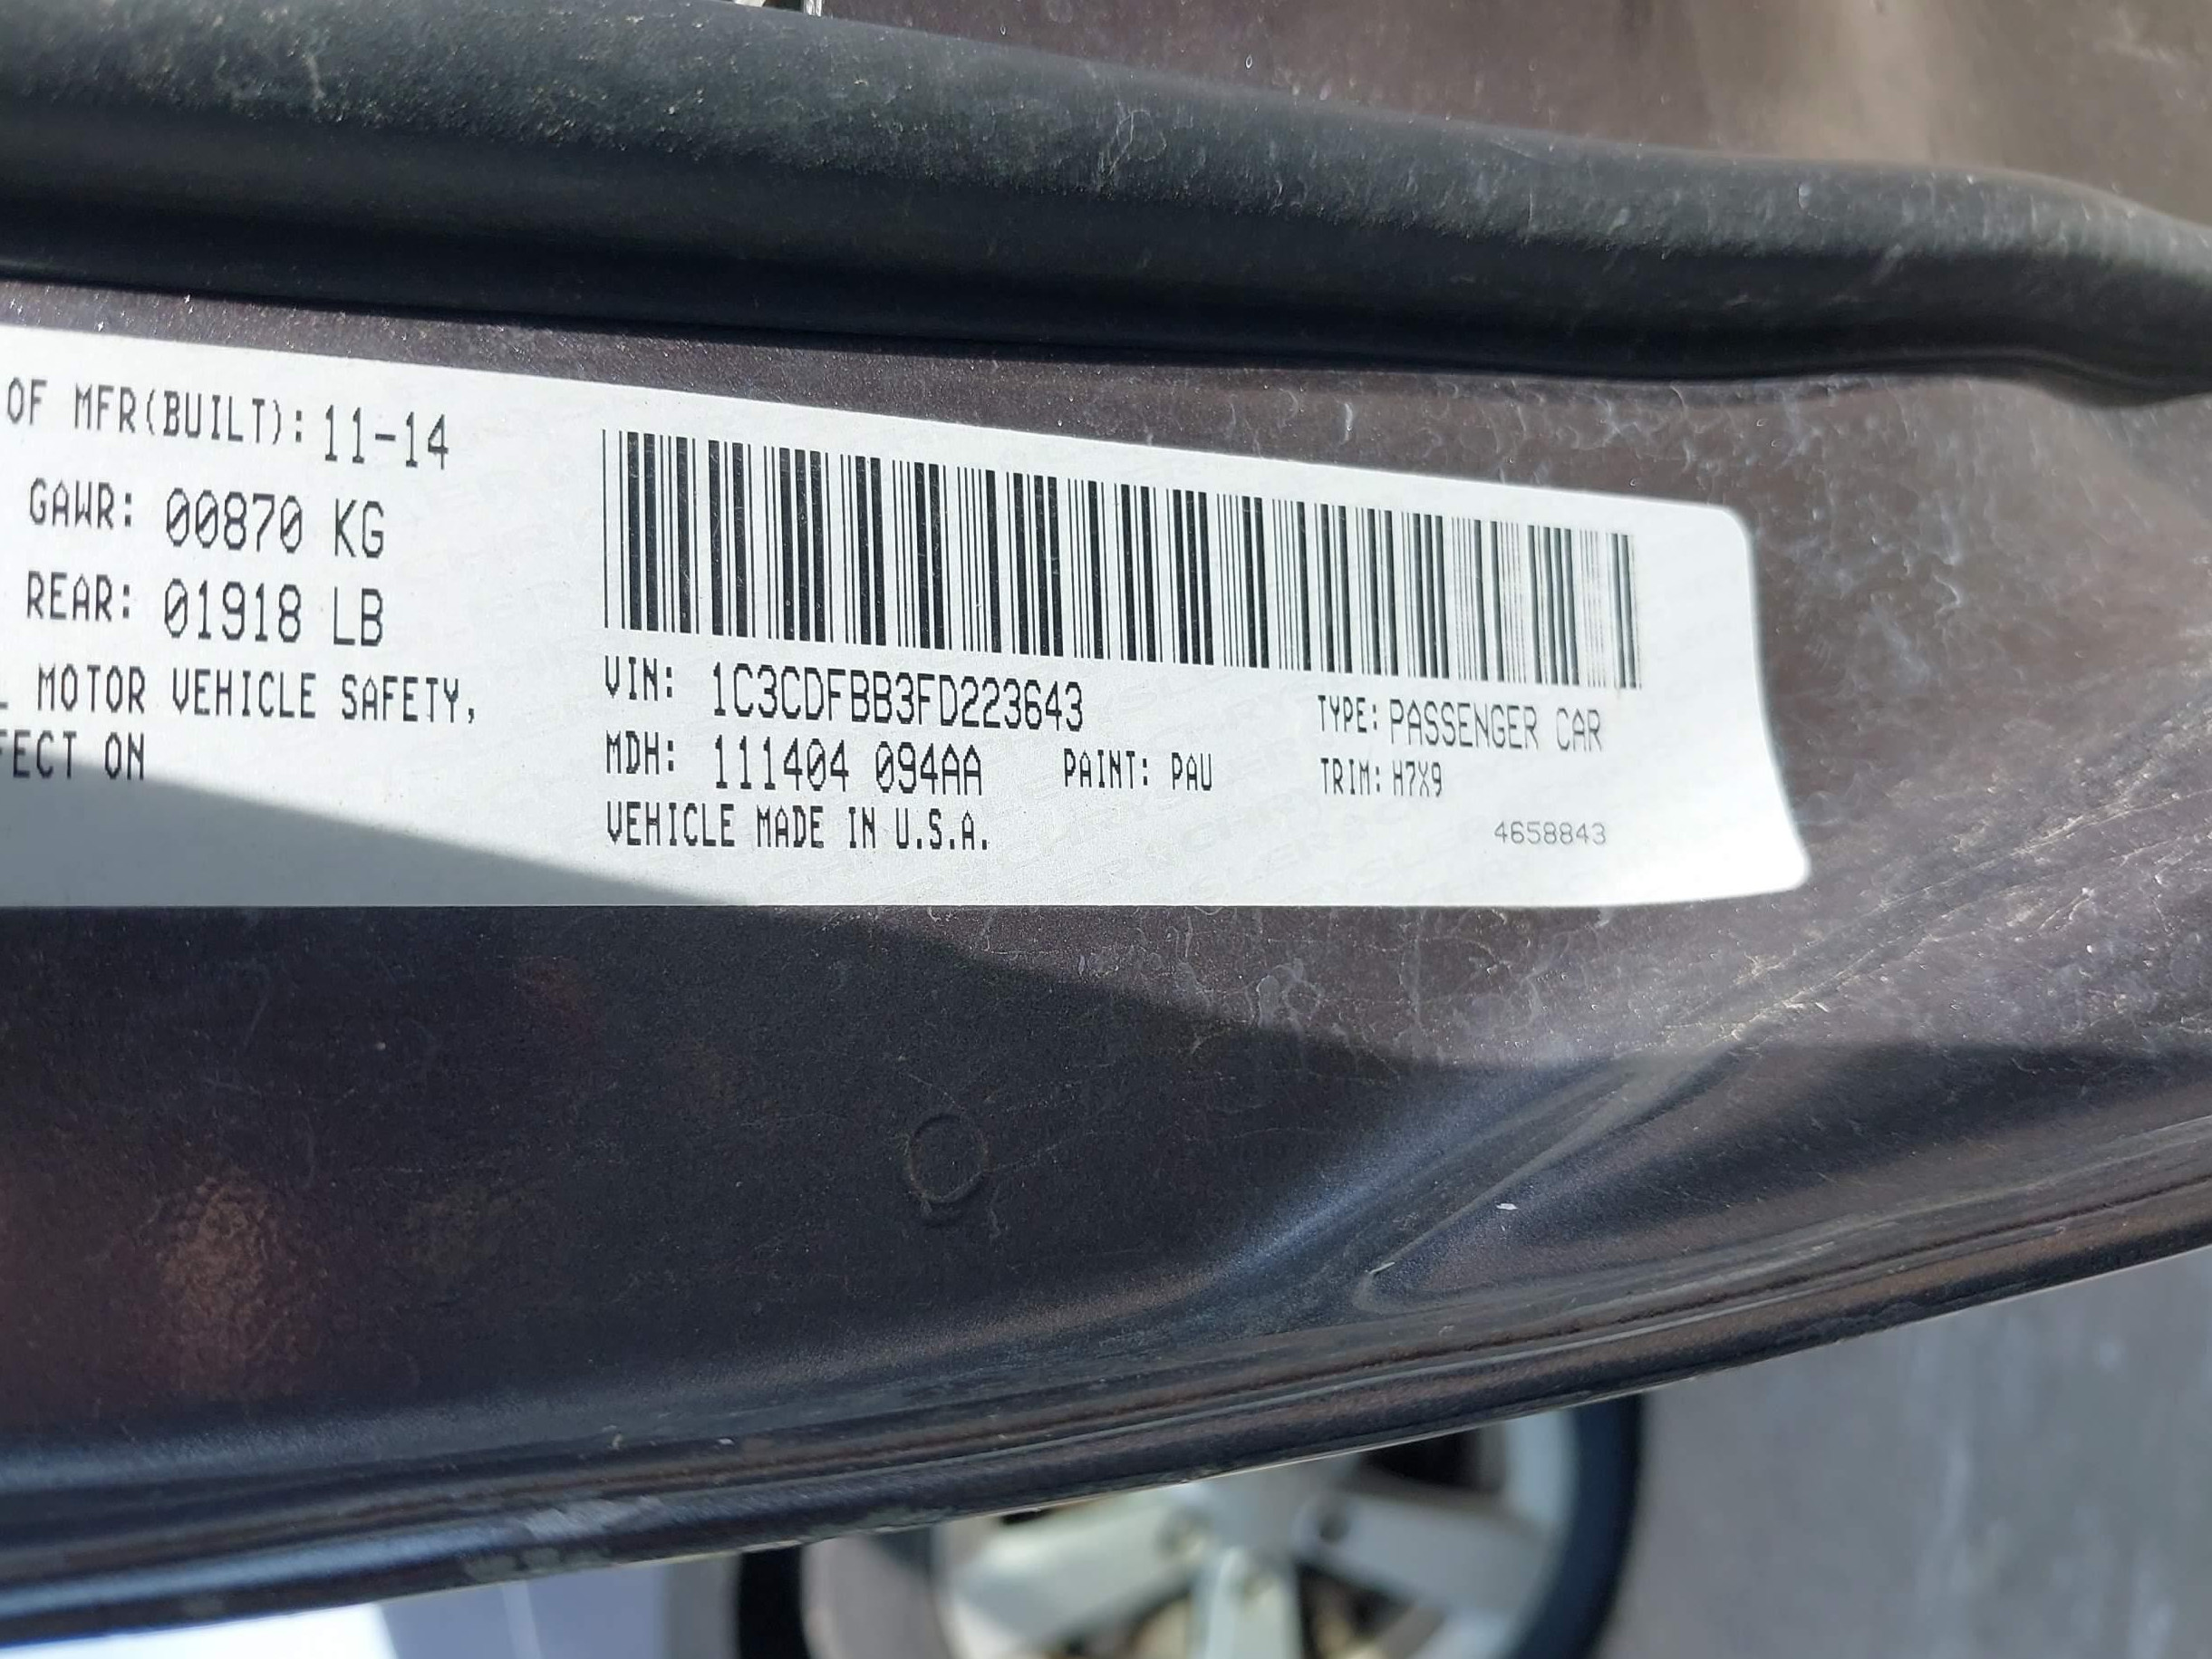 OF MFR(BUILT): 11-14
GAWR: 00870 KG
REAR: 01918 LB
MOTOR VEHICLE SAFETY,
FECT ON
VIN: 1C3CDFBB3FD223643
TYPE: PASSENGER CAR
MDH: 111404 094AA PAINT: PAU
TRIM: H7X9
VEHICLE MADE IN U.S.A.
4658843